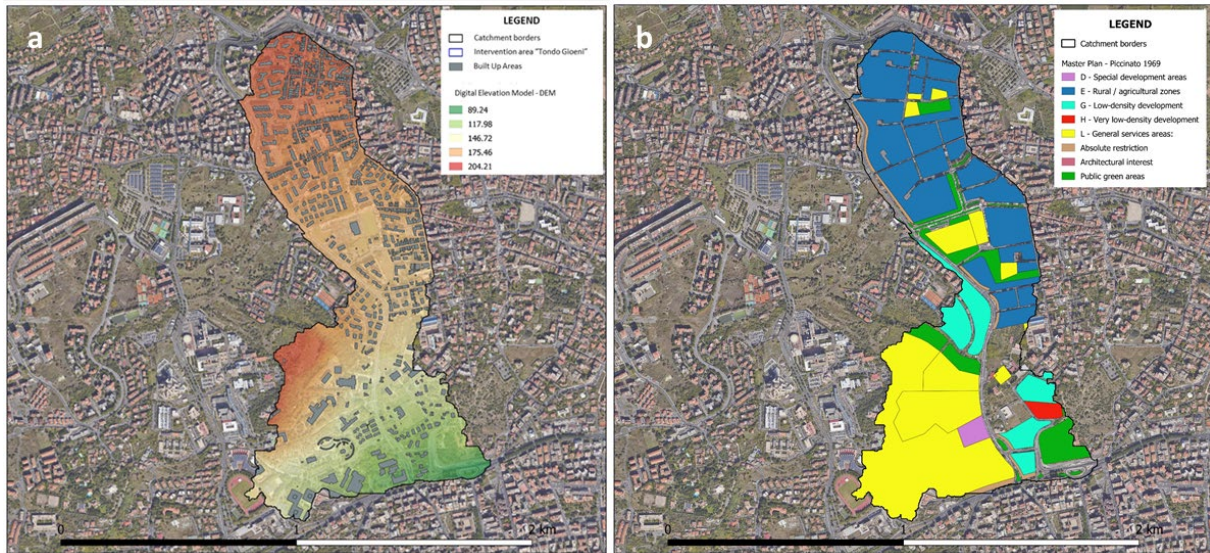 a
LEGEND
Catchment borders
Intervention area "Tondo Gioeni"
Built Up Areas
Digital Elevation Model - DEM
89.24
117.98
146.72
175.46
204.21
0
1
2 km
b
LEGEND
Catchment borders
Master Plan - Piccinato 1969
D - Special development areas
E - Rural / agricultural zones
G - Low-density development
H - Very low-density development
L - General services areas:
Absolute restriction
Architectural interest
Public green areas
0
1
2 km